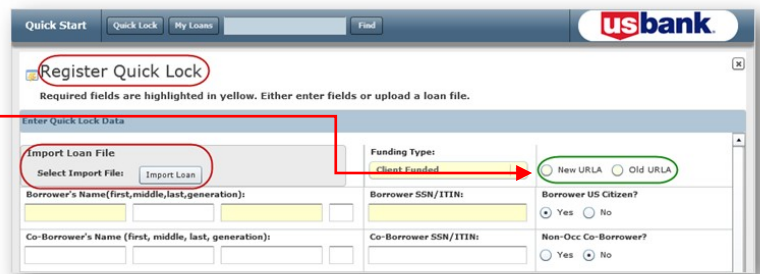 Quick Start Quick Lock My Loans Find usbank.
Register Quick Lock
Required fields are highlighted in yellow. Either enter fields or upload a loan file.
Enter Quick Lock Data
Import Loan File
Select Import File: Import Loan
Funding Type:
Client Funded
New URLA Old URLA
Borrower's Name(first,middle,last,generation):
Borrower SSN/ITIN:
Borrower US Citizen?
Yes No
Co-Borrower's Name (first, middle, last, generation):
Co-Borrower SSN/ITIN:
Non-Occ Co-Borrower?
Yes No